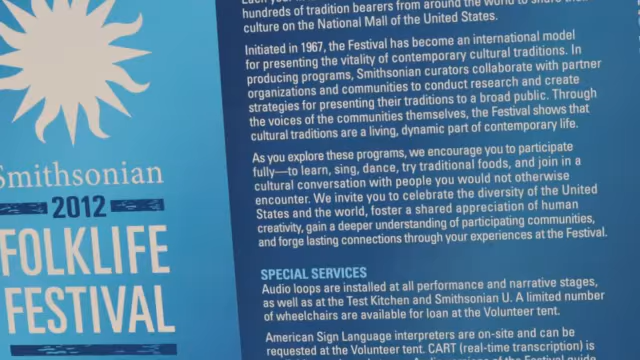 Smithsonian
2012
FOLKLIFE
FESTIVAL
hundreds of tradition bearers from around the world to share their
culture on the National Mall of the United States.
Initiated in 1967, the Festival has become an international model
for presenting the vitality of contemporary cultural traditions. In
producing programs, Smithsonian curators collaborate with partner
organizations and communities to conduct research and create
strategies for presenting their traditions to a broad public. Through
the voices of the communities themselves, the Festival shows that
cultural traditions are a living, dynamic part of contemporary life.
As you explore these programs, we encourage you to participate
fully—to learn, sing, dance, try traditional foods, and join in a
cultural conversation with people you would not otherwise
encounter. We invite you to celebrate the diversity of the United
States and the world, foster a shared appreciation of human
creativity, gain a deeper understanding of participating communities,
and forge lasting connections through your experiences at the Festival.
SPECIAL SERVICES
Audio loops are installed at all performance and narrative stages,
as well as at the Test Kitchen and Smithsonian U. A limited number
of wheelchairs are available for loan at the Volunteer tent.
American Sign Language interpreters are on-site and can be
requested at the Volunteer tent. CART (real-time transcription) is